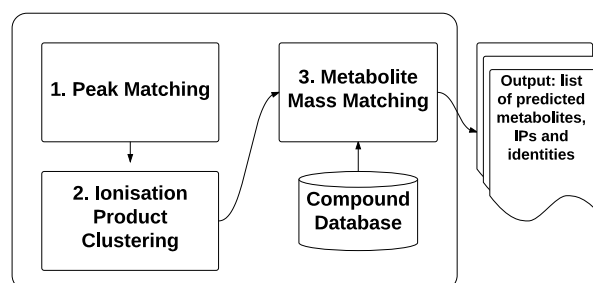 1. Peak Matching
2. Ionisation
Product
Clustering
3. Metabolite
Mass Matching
Compound
Database
Output: list
of predicted
metabolites,
IPs and
identities